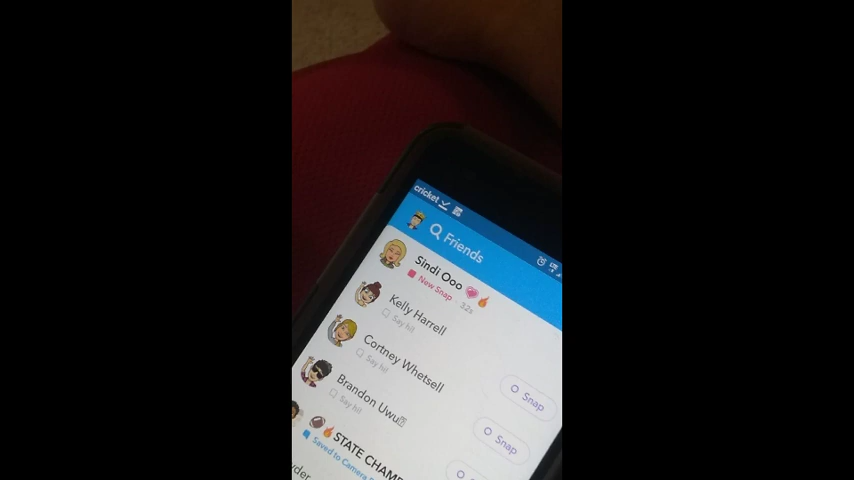 cricket
Friends
Sindi Ooo
New Snap · 32s
Kelly Harrell
Say hi!
Cortney Whetsell
Say hi!
Snap
Brandon Uwu
Say hi!
Snap
STATE CHAM
Saved to Camera